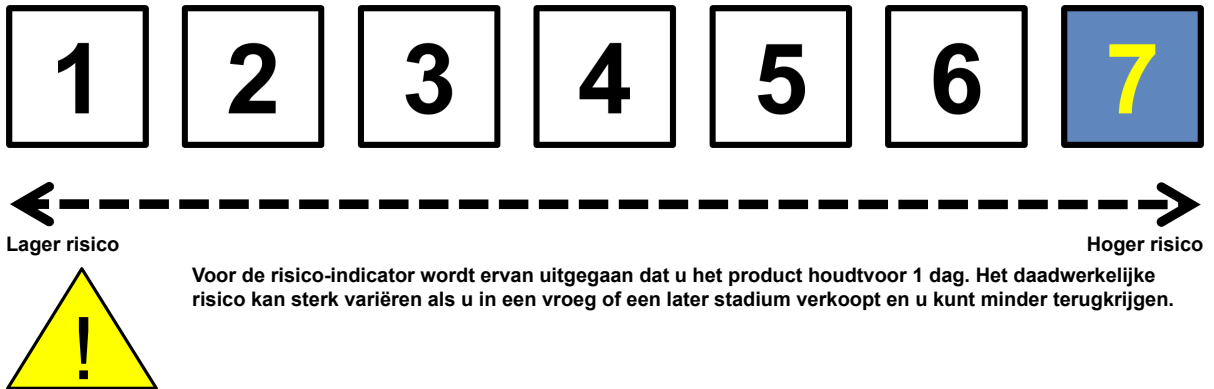 1 2 3 4 5 6 7
Lager risico Hoger risico
Voor de risico-indicator wordt ervan uitgegaan dat u het product houdtvoor 1 dag. Het daadwerkelijke
risico kan sterk variëren als u in een vroeg of een later stadium verkoopt en u kunt minder terugkrijgen.
!